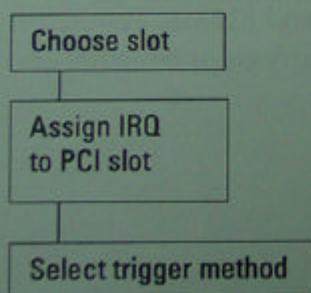 Choose slot
Assign IRQ
to PCI slot
Select trigger method